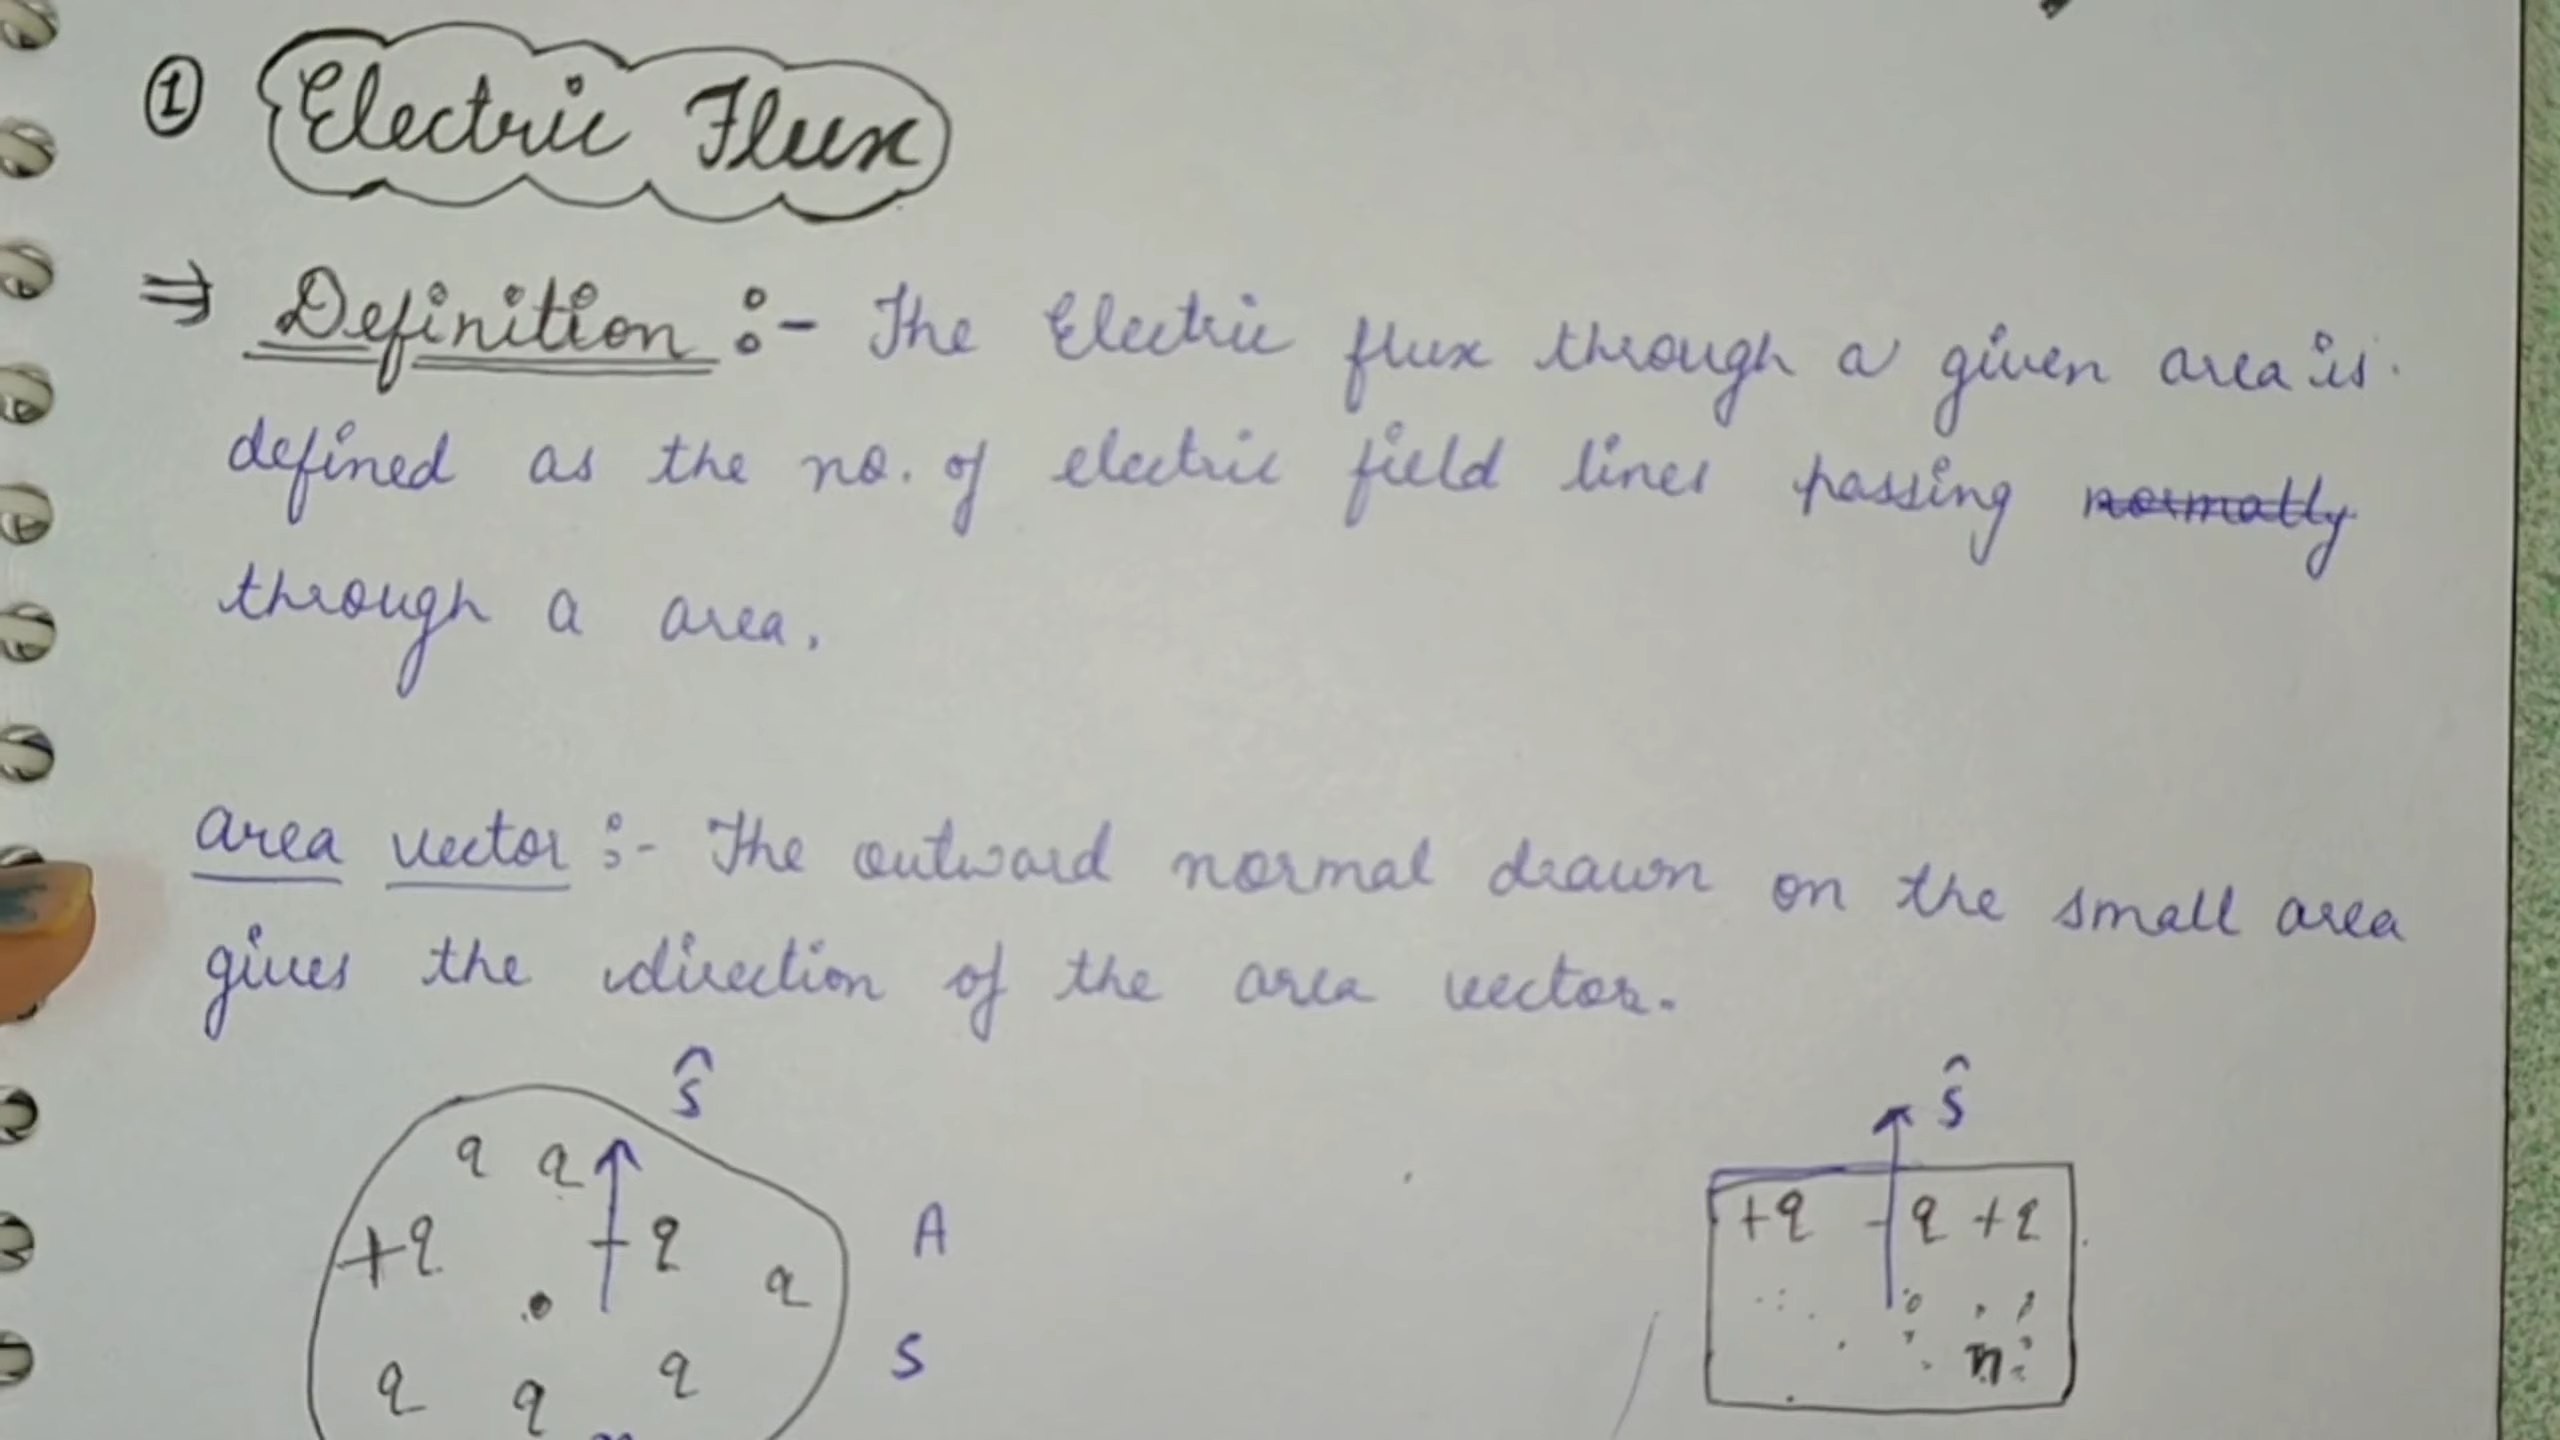 ① Electric Flux
⇒ Definition :- The Electric flux through a given area is
defined as the no. of electric field lines passing normally
through a area.
area vector :- The outward normal drawn on the small area
gives the direction of the area vector.
ŝ
q q
+q -q
q
q q q
A
S
ŝ
+q -q +q
n